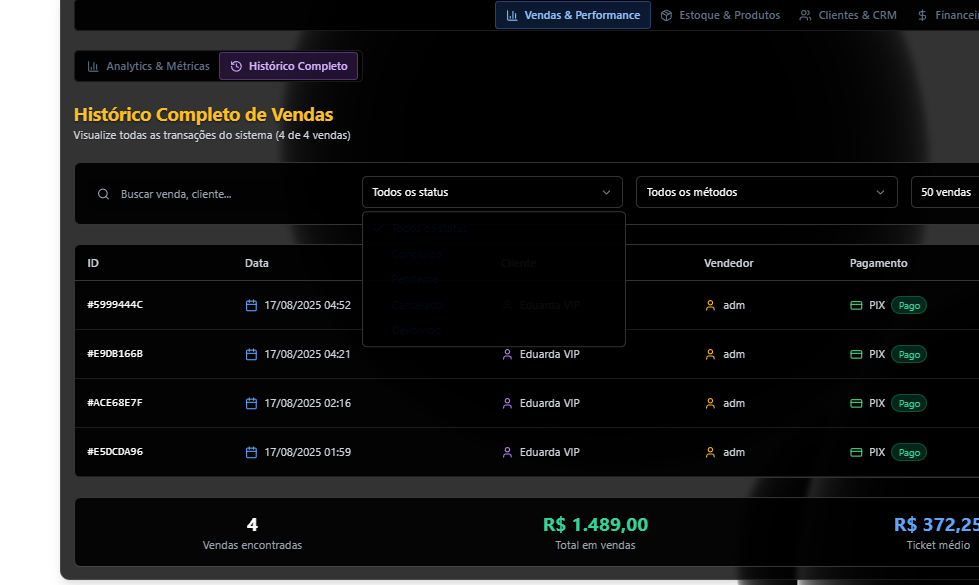 Vendas & Performance Estoque & Produtos Clientes & CRM Financei
Analytics & Métricas Histórico Completo
Histórico Completo de Vendas
Visualize todas as transações do sistema (4 de 4 vendas)
Buscar venda, cliente... Todos os status Todos os métodos 50 vendas
Todos os status
ID Data Cliente Vendedor Pagamento
Pendente
#5999444C 17/08/2025 04:52 Eduarda VIP adm PIX Pago
#E9DB166B 17/08/2025 04:21 Eduarda VIP adm PIX Pago
#ACE68E7F 17/08/2025 02:16 Eduarda VIP adm PIX Pago
#E5DCDA96 17/08/2025 01:59 Eduarda VIP adm PIX Pago
4 R$ 1.489,00 R$ 372,25
Vendas encontradas Total em vendas Ticket médio